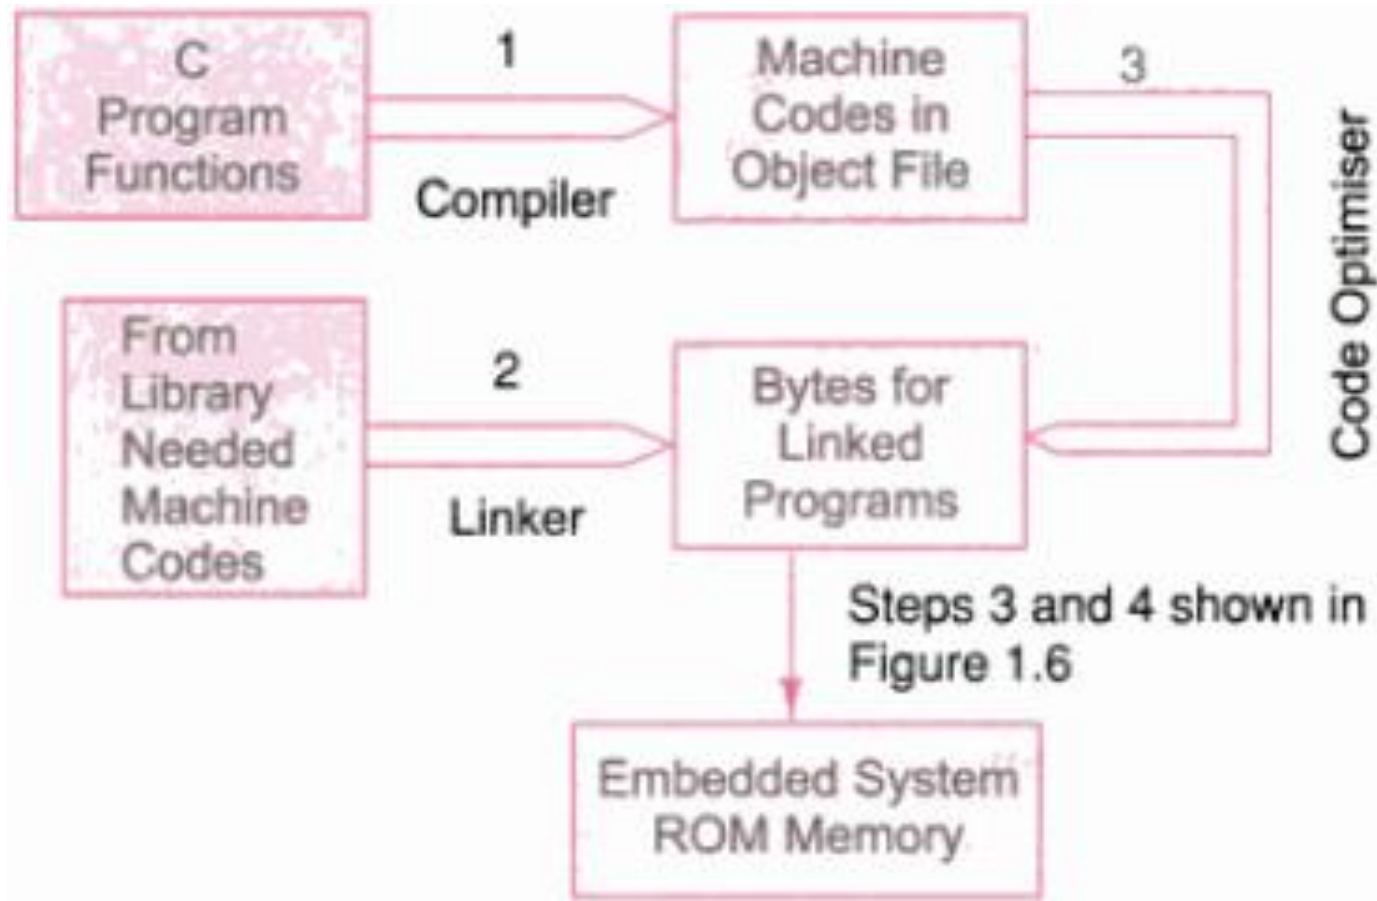 C
Program
Functions
1
Compiler
Machine
Codes in
Object File
3
Code Optimiser
From
Library
Needed
Machine
Codes
2
Linker
Bytes for
Linked
Programs
Steps 3 and 4 shown in
Figure 1.6
Embedded System
ROM Memory